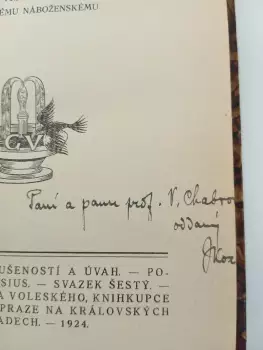 ÉMU NÁBOŽENSKÉMU
C.V.
Paní a panu prof. V. Chabro
oddaný
UŠENOSTÍ A ÚVAH. — PO-
SIUS. — SVAZEK ŠESTÝ. —
A VOLESKÉHO, KNIHKUPCE
PRAZE NA KRÁLOVSKÝCH
ADECH. — 1924.